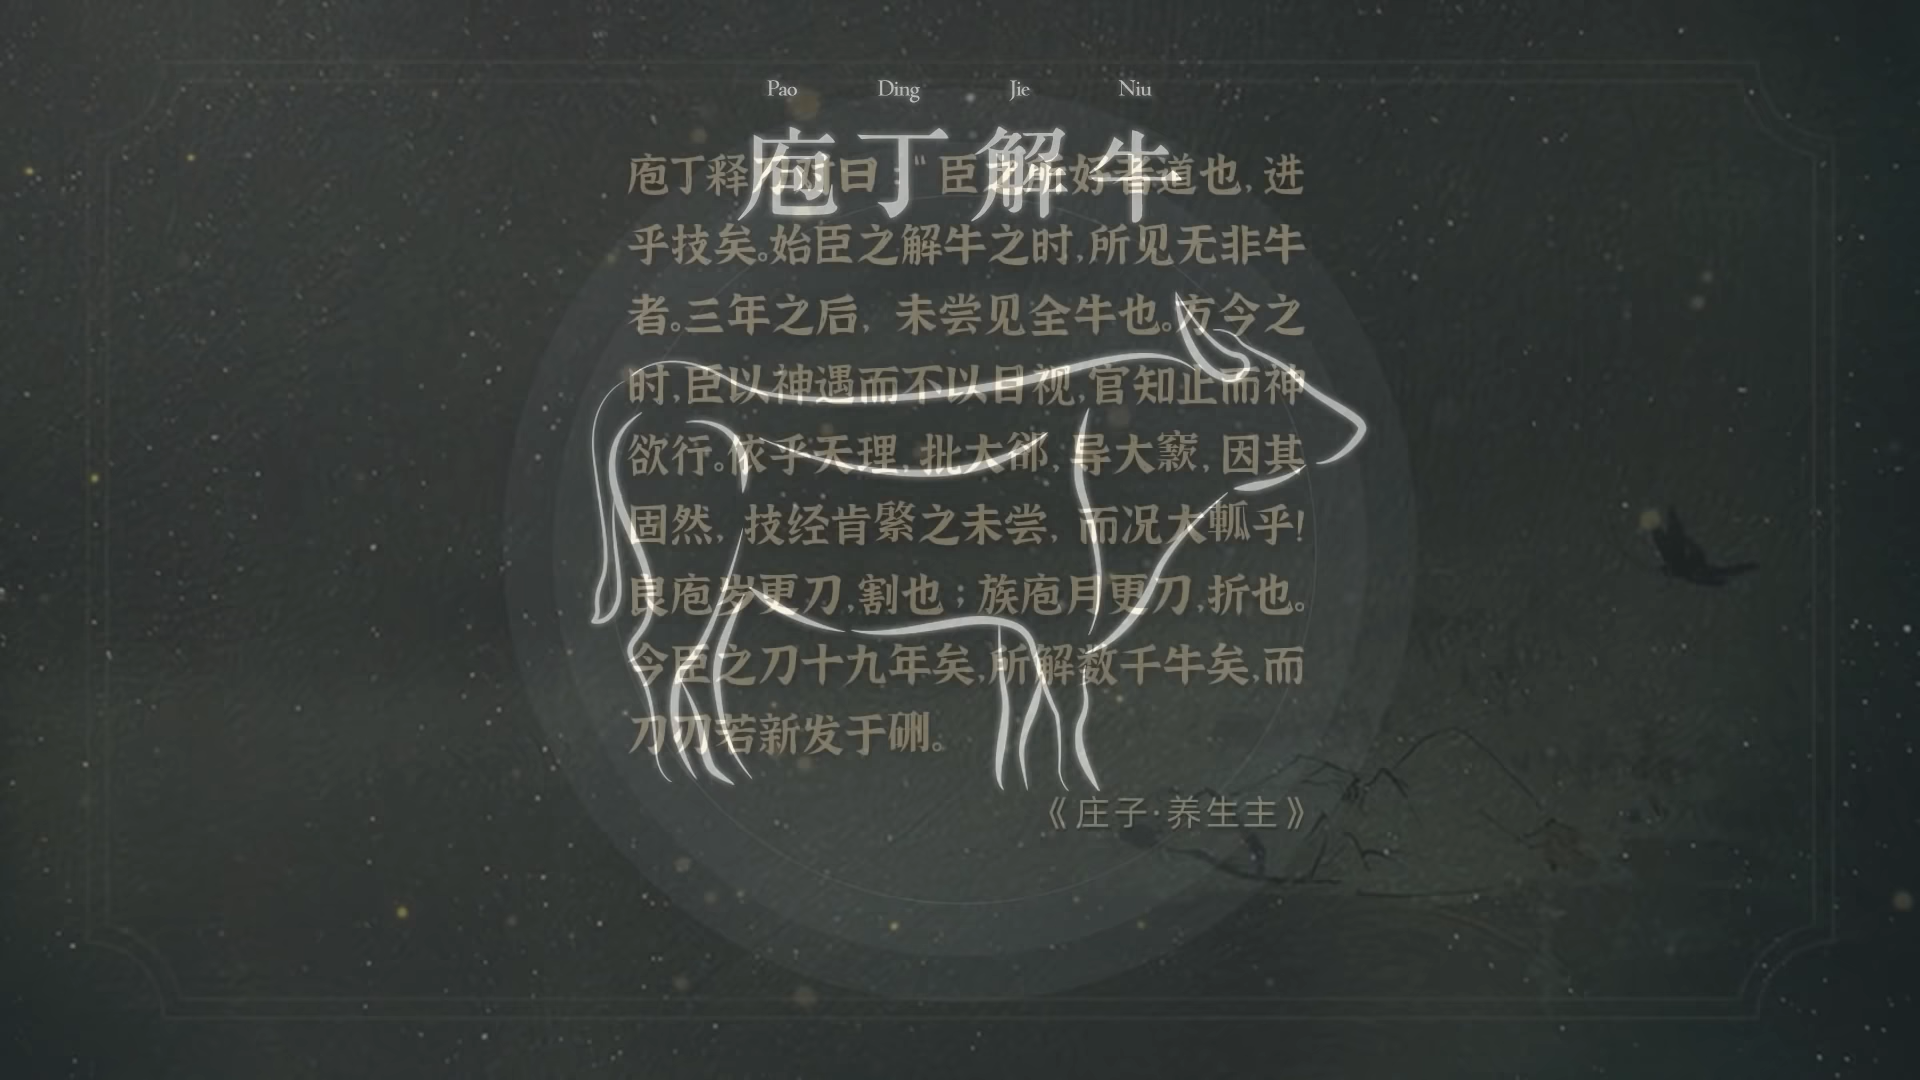 Pao Ding Jie Niu
庖丁解牛
庖丁释刀对曰“臣之所好者道也,进
乎技矣。始臣之解牛之时,所见无非牛
者。三年之后,未尝见全牛也。方今之
时,臣以神遇而不以目视,官知止而神
欲行。依乎天理,批大郤,导大窾,因其
固然,技经肯綮之未尝,而况大軱乎!
良庖岁更刀,割也;族庖月更刀,折也。
今臣之刀十九年矣,所解数千牛矣,而
刀刃若新发于硎。
《庄子·养生主》